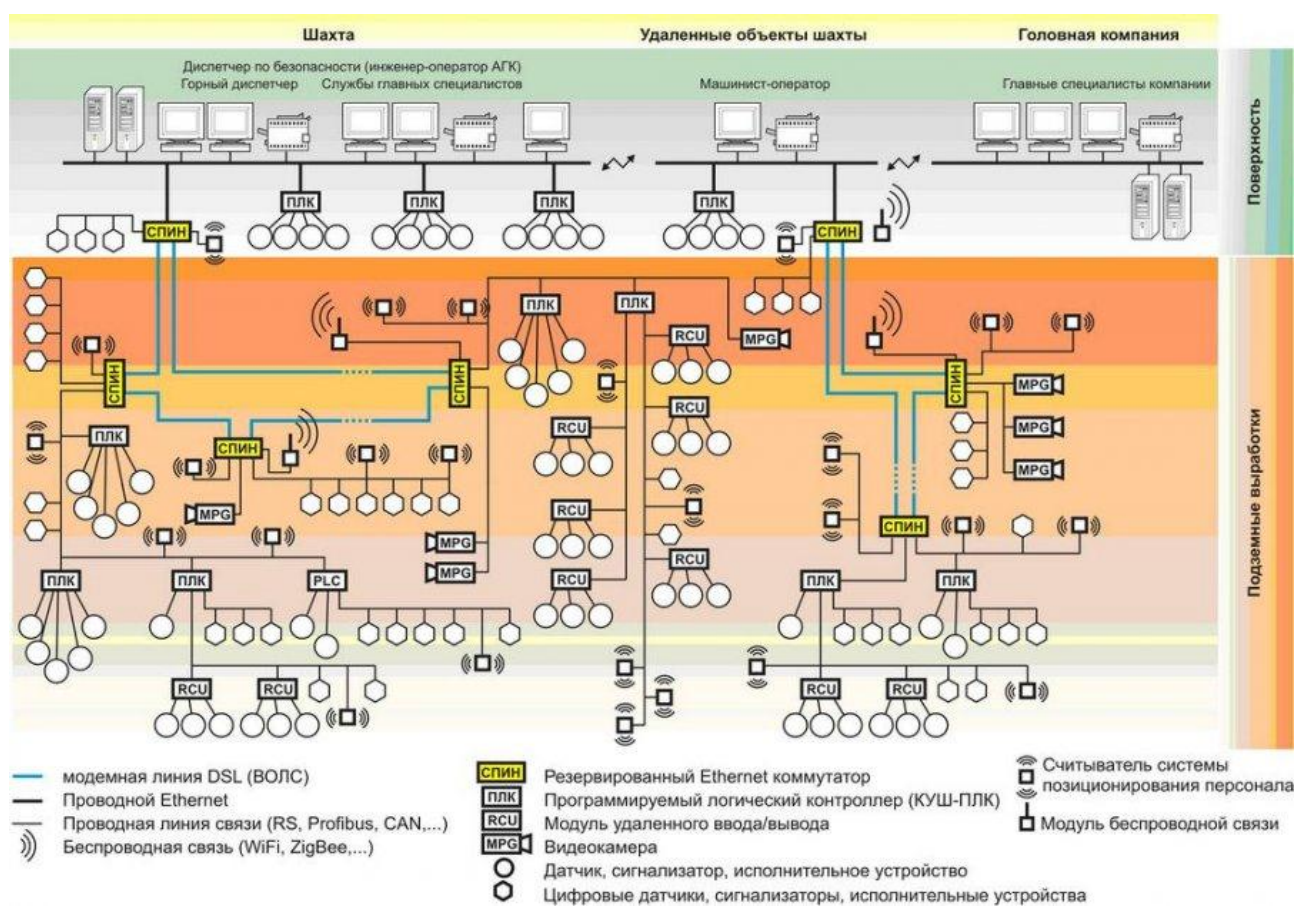 Шахта
Удаленные объекты шахты
Головная компания
Диспетчер по безопасности (инженер-оператор АГК)
Горный диспетчер
Службы главных специалистов
Машинист-оператор
Главные специалисты компании
Поверхность
ПЛК
ПЛК
ПЛК
ПЛК
СПИН
СПИН
ПЛК
ПЛК
RCU
MPG
СПИН
СПИН
СПИН
MPG
RCU
RCU
MPG
ПЛК
СПИН
MPG
MPG
RCU
СПИН
Подземные выработки
MPG
MPG
RCU
RCU
ПЛК
ПЛК
PLC
ПЛК
ПЛК
RCU
RCU
RCU
RCU
модемная линия DSL (ВОЛС)
Проводной Ethernet
Проводная линия связи (RS, Profibus, CAN,...)
Беспроводная связь (WiFi, ZigBee,...)
СПИН
Резервированный Ethernet коммутатор
ПЛК
Программируемый логический контроллер (КУШ-ПЛК)
RCU
Модуль удаленного ввода/вывода
MPG
Видеокамера
Датчик, сигнализатор, исполнительное устройство
Цифровые датчики, сигнализаторы, исполнительные устройства
Считыватель системы
позиционирования персонала
Модуль беспроводной связи